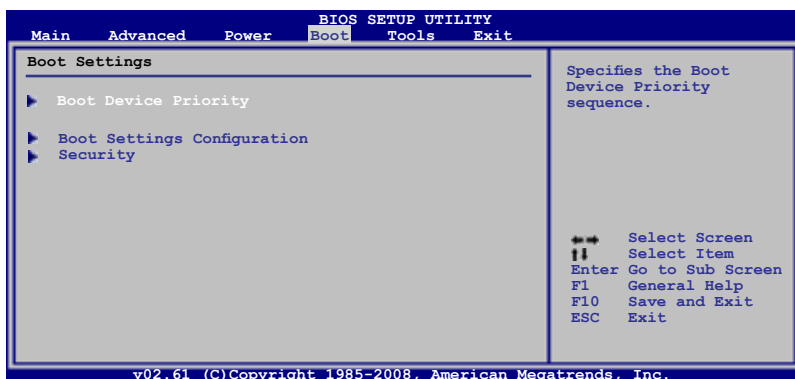 BIOS SETUP UTILITY
Main Advanced Power Boot Tools Exit
Boot Settings
Boot Device Priority
Boot Settings Configuration
Security
Specifies the Boot
Device Priority
sequence.
Select Screen
Select Item
Enter Go to Sub Screen
F1 General Help
F10 Save and Exit
ESC Exit
v02.61 (C)Copyright 1985-2008, American Megatrends, Inc.